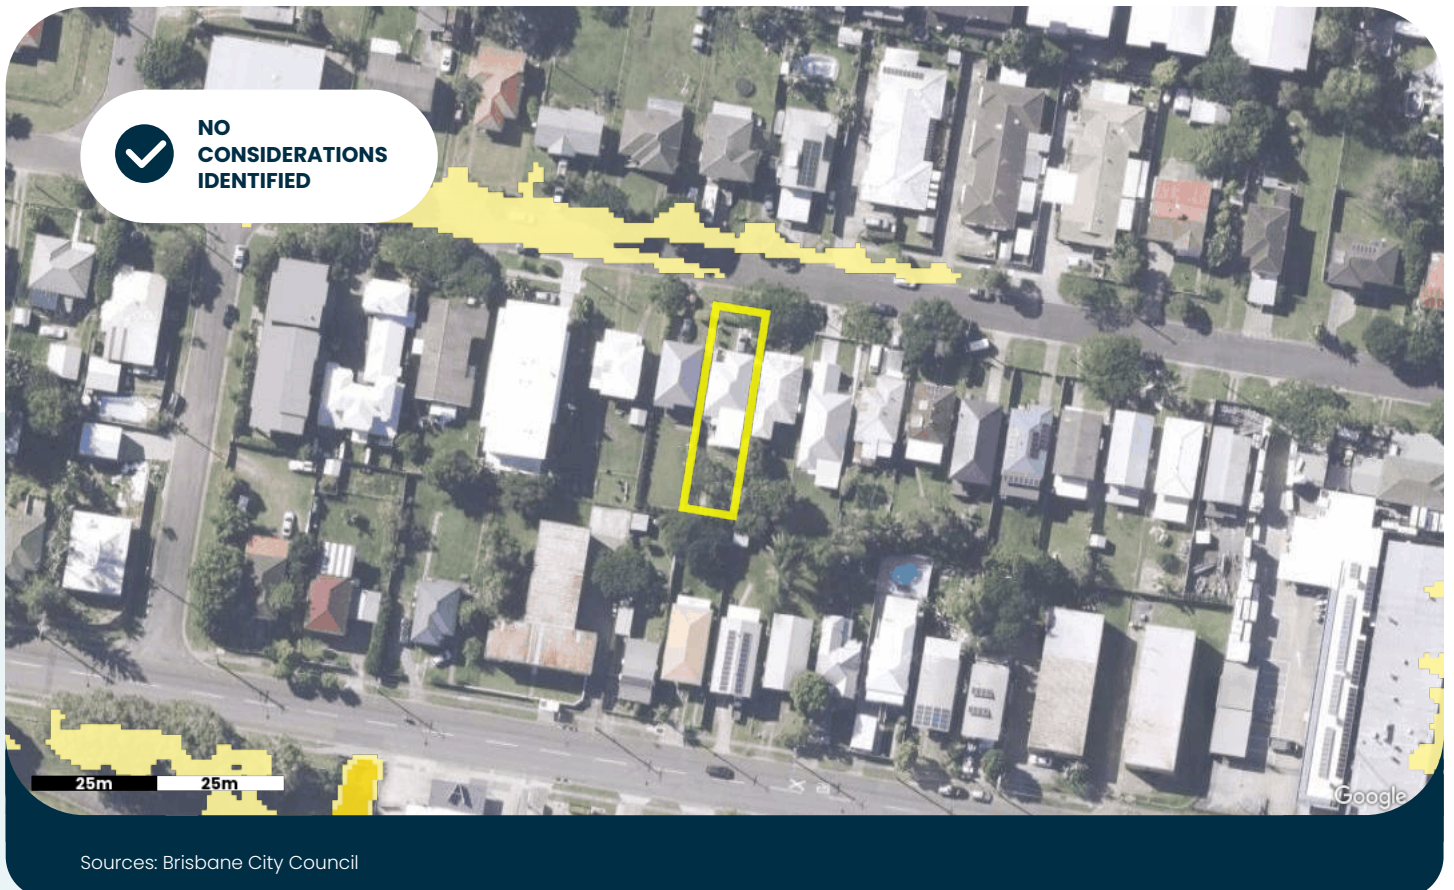 NO
CONSIDERATIONS
IDENTIFIED
25m 25m
Google
Sources: Brisbane City Council